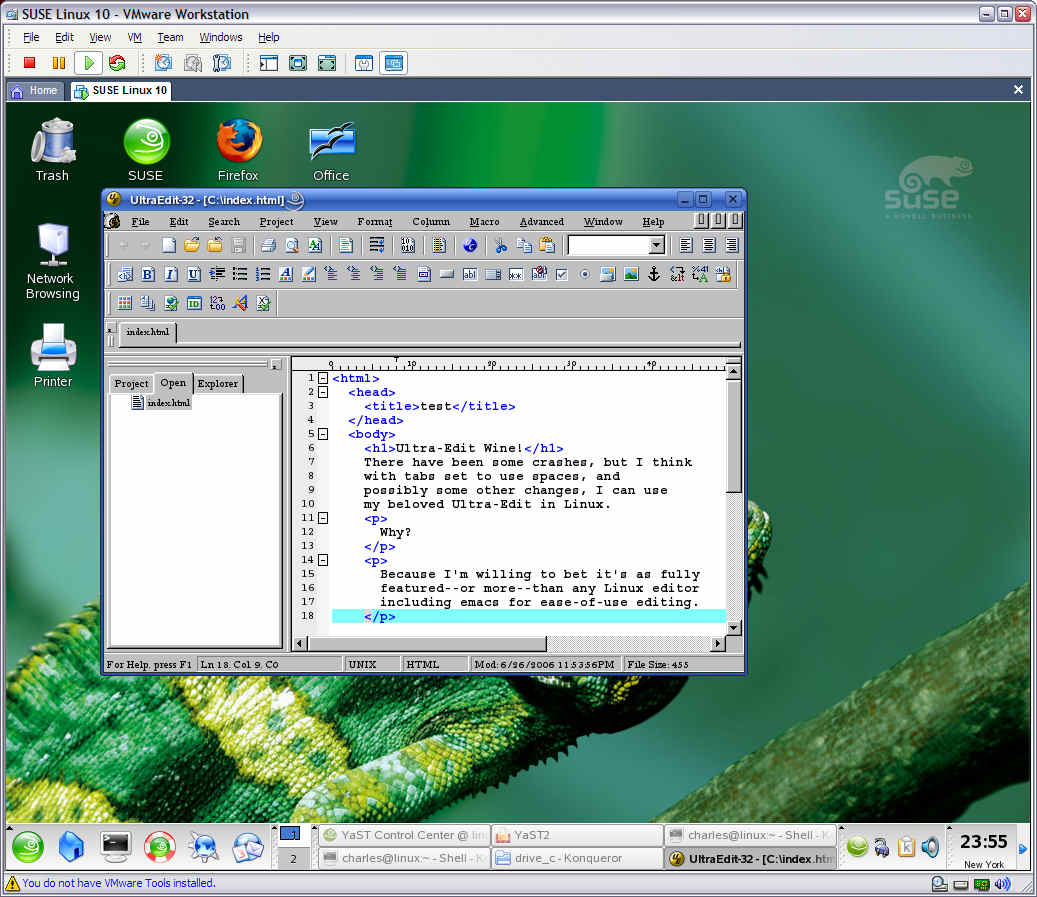 SUSE Linux 10 - VMware Workstation
File Edit View VM Team Windows Help
Home SUSE Linux 10
Trash SUSE Firefox Office
suse
A NOVELL BUSINESS
Network
Browsing
Printer
UltraEdit-32 - [C:\index.html]
File Edit Search Project View Format Column Macro Advanced Window Help
index.html
Project Open Explorer
index.html
0 10 20 30 40
1 <html>
2 <head>
3 <title>test</title>
4 </head>
5 <body>
6 <h1>Ultra-Edit Wine!</h1>
7 There have been some crashes, but I think
8 with tabs set to use spaces, and
9 possibly some other changes, I can use
10 my beloved Ultra-Edit in Linux.
11 <p>
12 Why?
13 </p>
14 <p>
15 Because I'm willing to bet it's as fully
16 featured--or more--than any Linux editor
17 including emacs for ease-of-use editing.
18 </p>
For Help, press F1 Ln 18, Col 9, C0 UNIX HTML Mod: 6/26/2006 11:53:56PM File Size: 455
1 YaST Control Center @ linu YaST2 charles@linux:~ - Shell - K
2 charles@linux:~ - Shell - K drive_c - Konqueror UltraEdit-32 - [C:\index.htm
23:55
New York
You do not have VMware Tools installed.